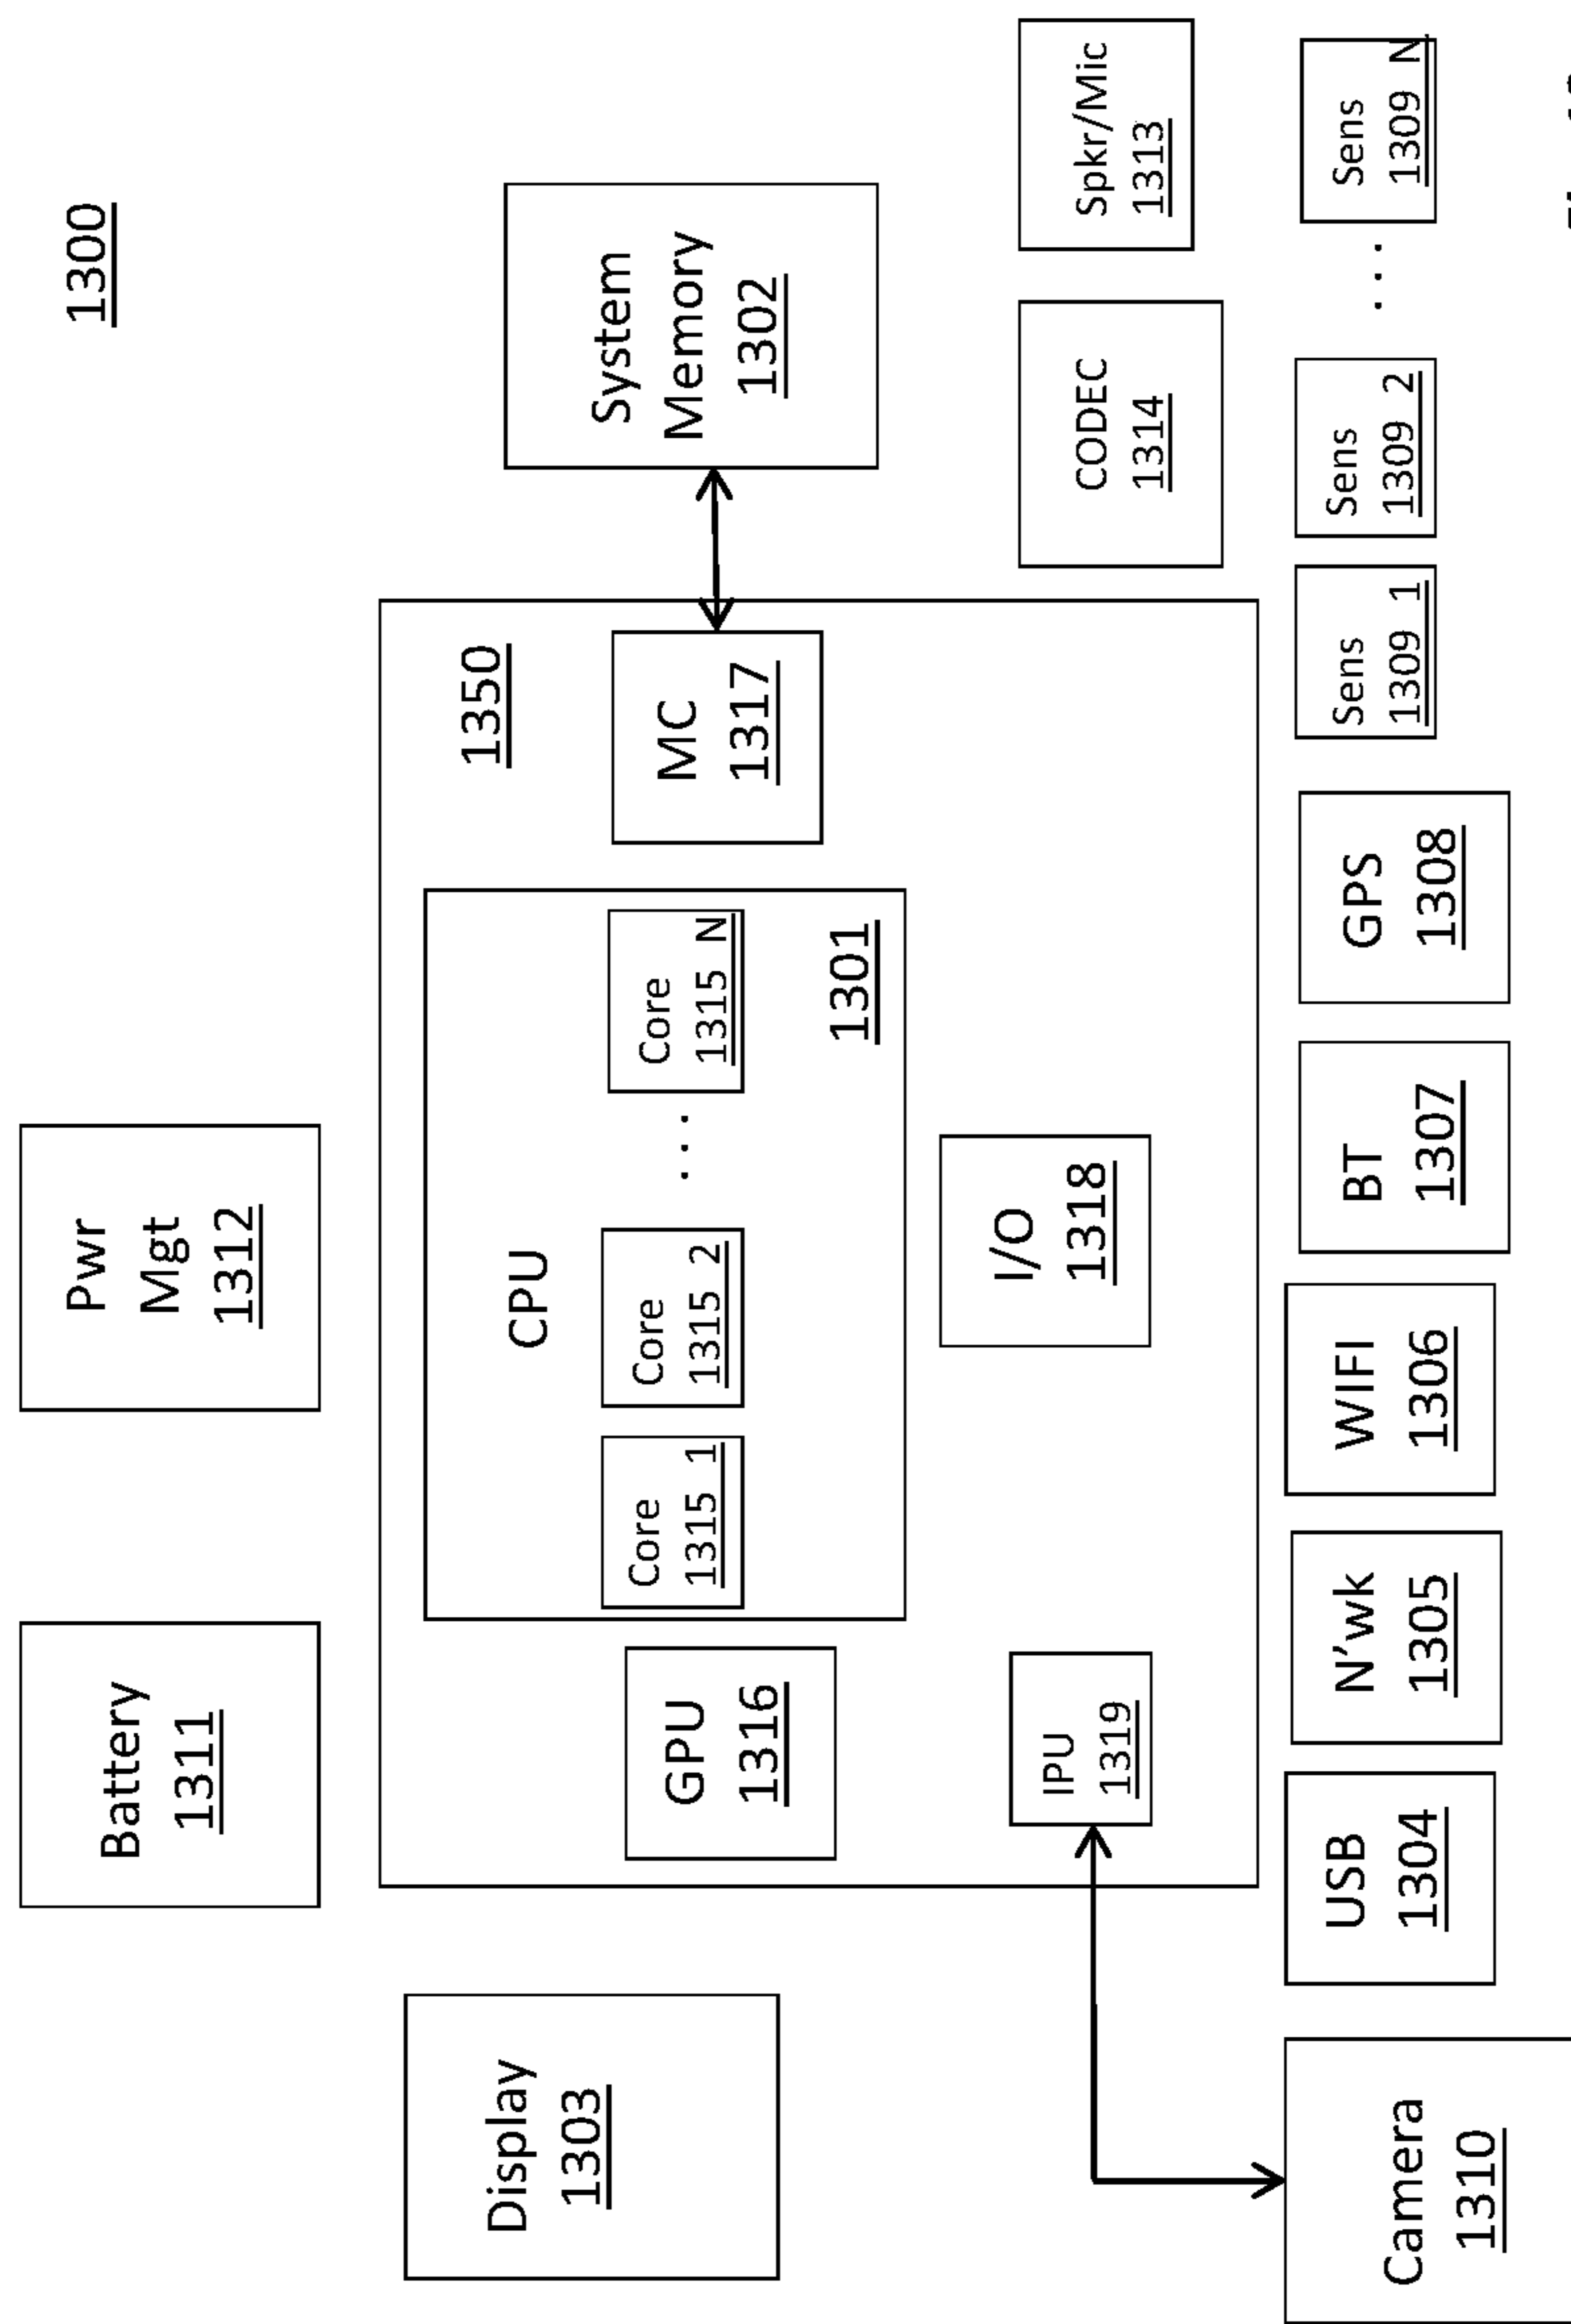 1300
Battery
1311
Pwr
Mgt
1312
Display
1303
1350
GPU
1316
CPU
Core
1315_1
Core
1315_2
. . .
Core
1315_N
1301
MC
1317
System
Memory
1302
IPU
1319
I/O
1318
CODEC
1314
Spkr/Mic
1313
Camera
1310
USB
1304
N'wk
1305
WIFI
1306
BT
1307
GPS
1308
Sens
1309_1
Sens
1309_2
. . .
Sens
1309_N